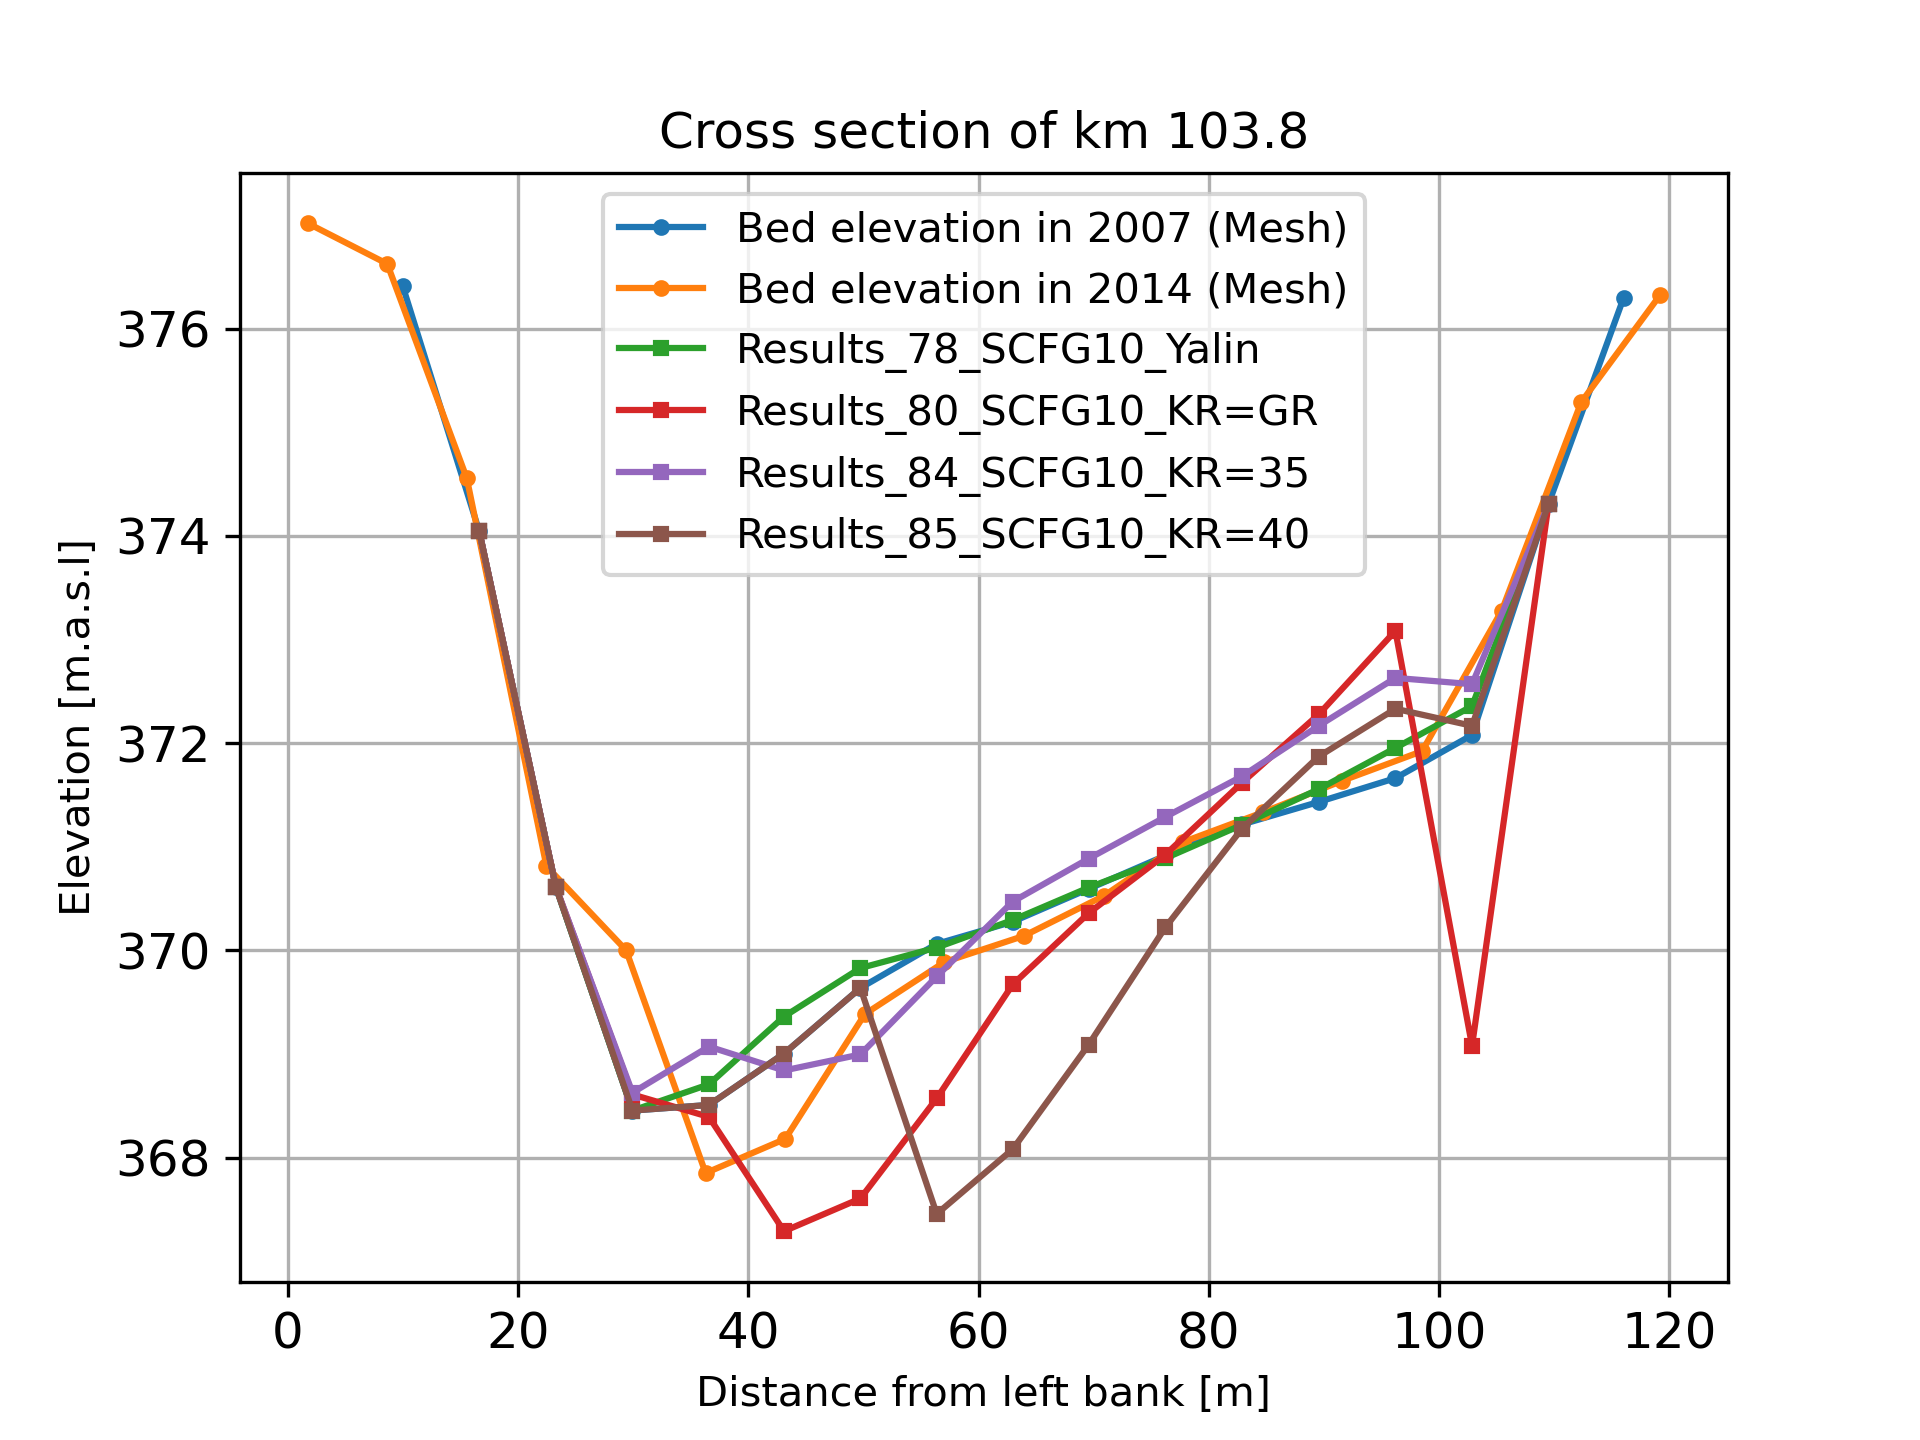 Cross section of km 103.8
Bed elevation in 2007 (Mesh)
Bed elevation in 2014 (Mesh)
Results_78_SCFG10_Yalin
Results_80_SCFG10_KR=GR
Results_84_SCFG10_KR=35
Results_85_SCFG10_KR=40
Elevation [m.a.s.l]
376
374
372
370
368
0 20 40 60 80 100 120
Distance from left bank [m]